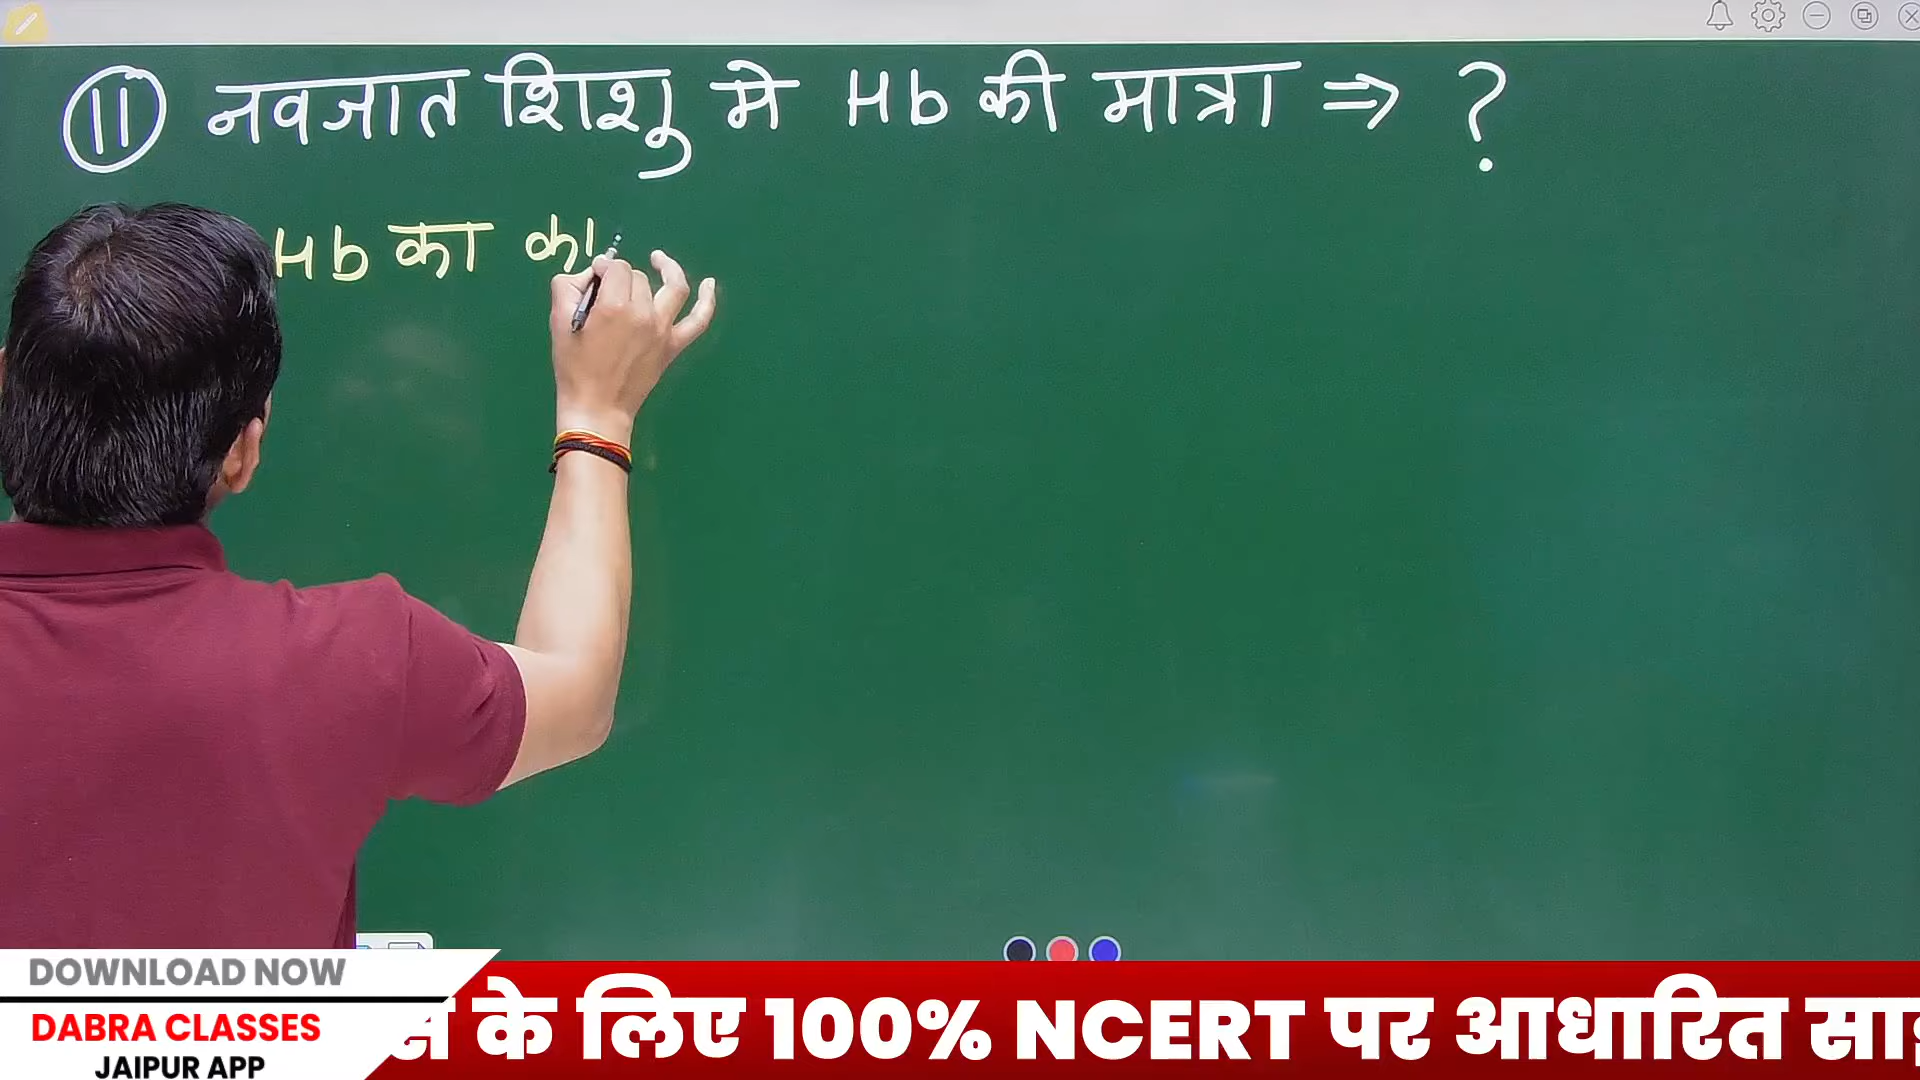 11 नवजात शिशु मे Hb की मात्रा ⇒ ?
Hb का
DOWNLOAD NOW
DABRA CLASSES
JAIPUR APP
के लिए 100% NCERT पर आधारित